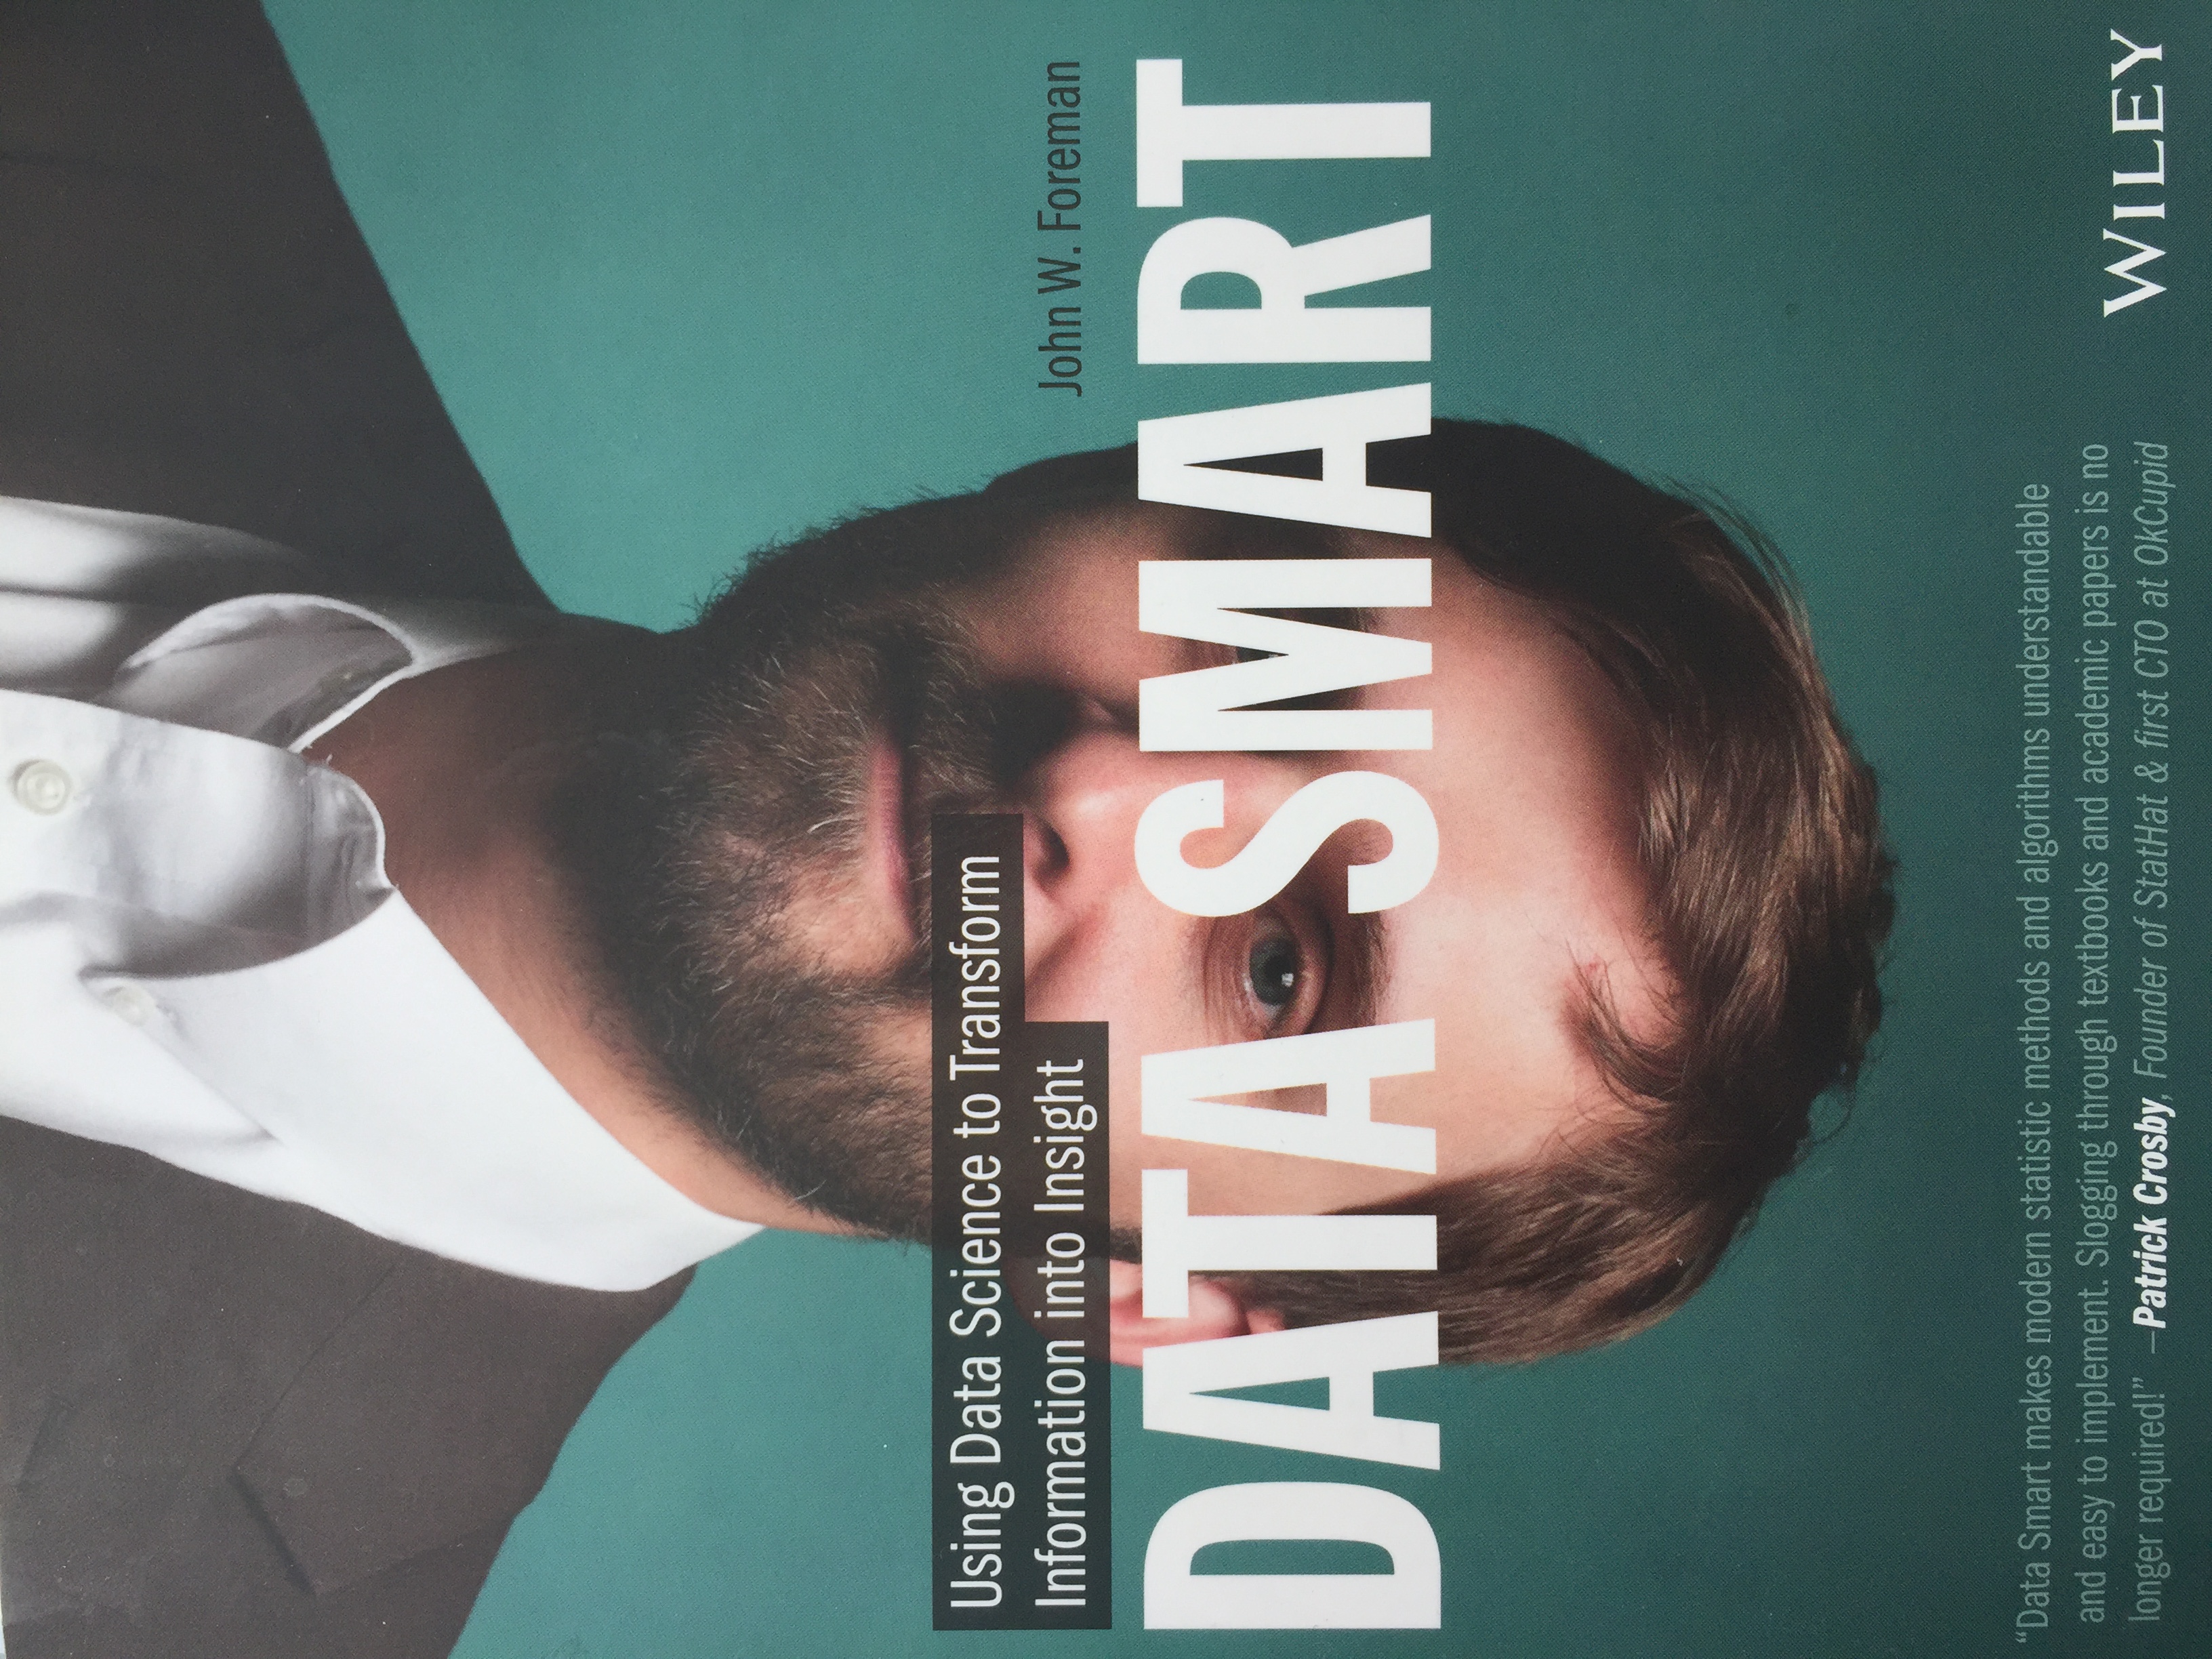 Using Data Science to Transform
Information into Insight
John W. Foreman
DATA SMART
“Data Smart makes modern statistic methods and algorithms understandable
and easy to implement. Slogging through textbooks and academic papers is no
longer required!” –Patrick Crosby, Founder of StatHat & first CTO at OkCupid
WILEY